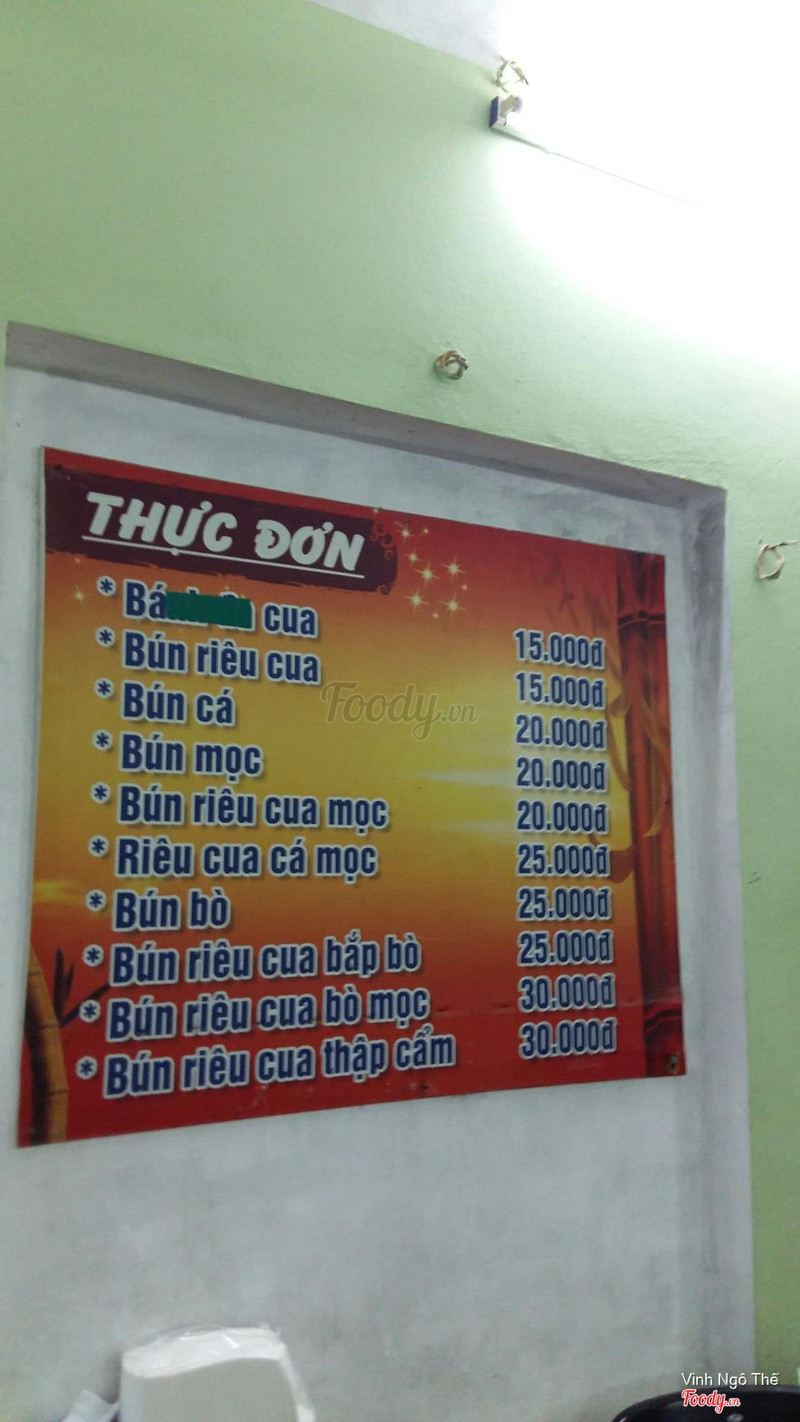 THỰC ĐƠN
* Bá cua 15.000đ
* Bún riêu cua 15.000đ
* Bún cá 20.000đ
* Bún mọc 20.000đ
* Bún riêu cua mọc 20.000đ
* Riêu cua cá mọc 25.000đ
* Bún bò 25.000đ
* Bún riêu cua bắp bò 25.000đ
* Bún riêu cua bò mọc 30.000đ
* Bún riêu cua thập cẩm 30.000đ
Foody.vn
Vinh Ngô Thế
Foody.vn